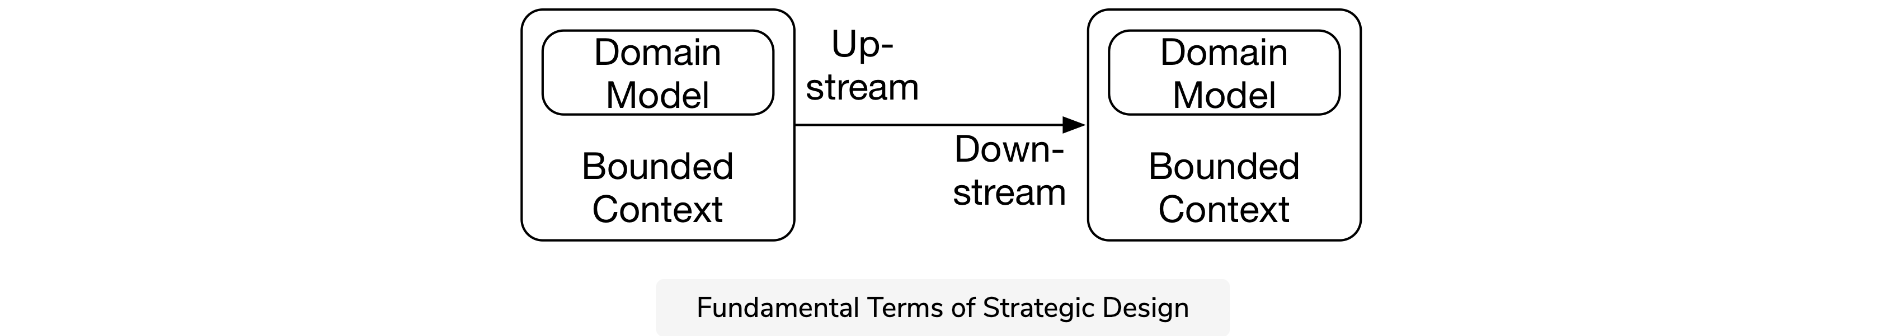 Domain
Model
Bounded
Context
Up-
stream
Down-
stream
Domain
Model
Bounded
Context
Fundamental Terms of Strategic Design